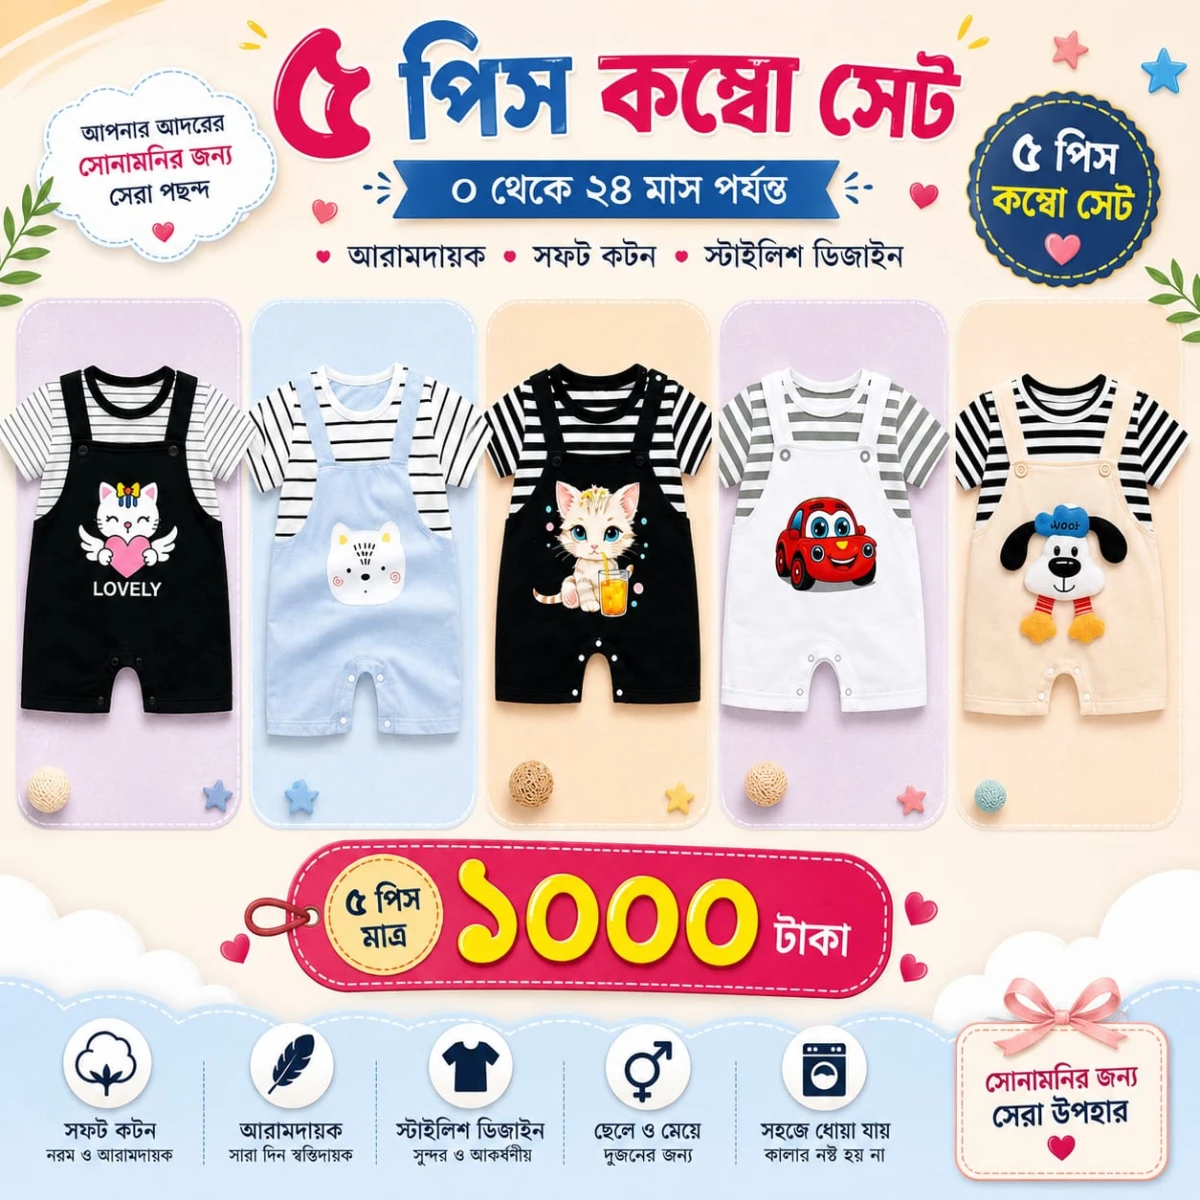 ৫ পিস কম্বো সেট
০ থেকে ২৪ মাস পর্যন্ত
• আরামদায়ক • সফট কটন • স্টাইলিশ ডিজাইন
আপনার আদরের
সোনামনির জন্য
সেরা পছন্দ
৫ পিস
কম্বো সেট
LOVELY
woof
৫ পিস
মাত্র
১০০০ টাকা
সফট কটন
নরম ও আরামদায়ক
আরামদায়ক
সারা দিন স্বস্তিদায়ক
স্টাইলিশ ডিজাইন
সুন্দর ও আকর্ষণীয়
ছেলে ও মেয়ে
দুজনের জন্য
সহজে ধোয়া যায়
কালার নষ্ট হয় না
সোনামনির জন্য
সেরা উপহার